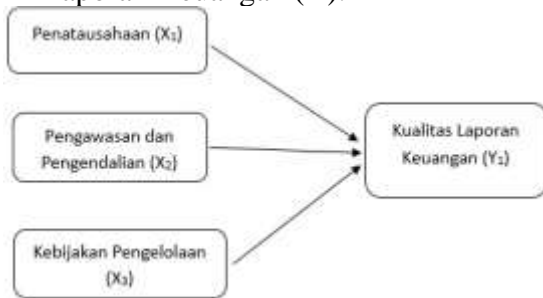 Penatausahaan (X₁)
Pengawasan dan
Pengendalian (X₂)
Kualitas Laporan
Keuangan (Y₁)
Kebijakan Pengelolaan
(X₃)